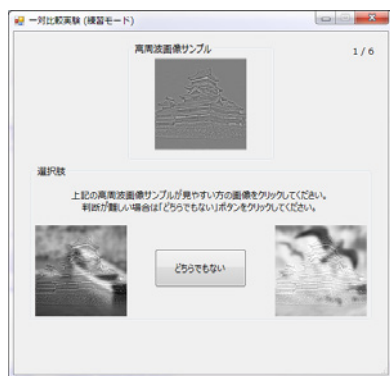 一対比較実験 (練習モード)
高周波画像サンプル
1 / 6
選択肢
上記の高周波画像サンプルが見やすい方の画像をクリックしてください。
判断が難しい場合は「どちらでもない」ボタンをクリックしてください。
どちらでもない